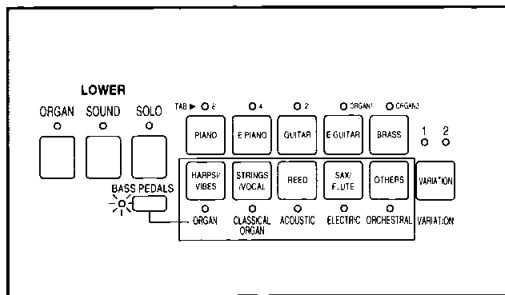 LOWER
ORGAN SOUND SOLO
TAB ▶ 8' 4' 2' ORGAN1 ORGAN2
PIANO E PIANO GUITAR E GUITAR BRASS
1 2
HARPSI/ VIBES
STRINGS /VOCAL
REED
SAX/ FLUTE
OTHERS
VARIATION
BASS PEDALS
ORGAN
CLASSICAL ORGAN
ACOUSTIC ELECTRIC ORCHESTRAL VARIATION